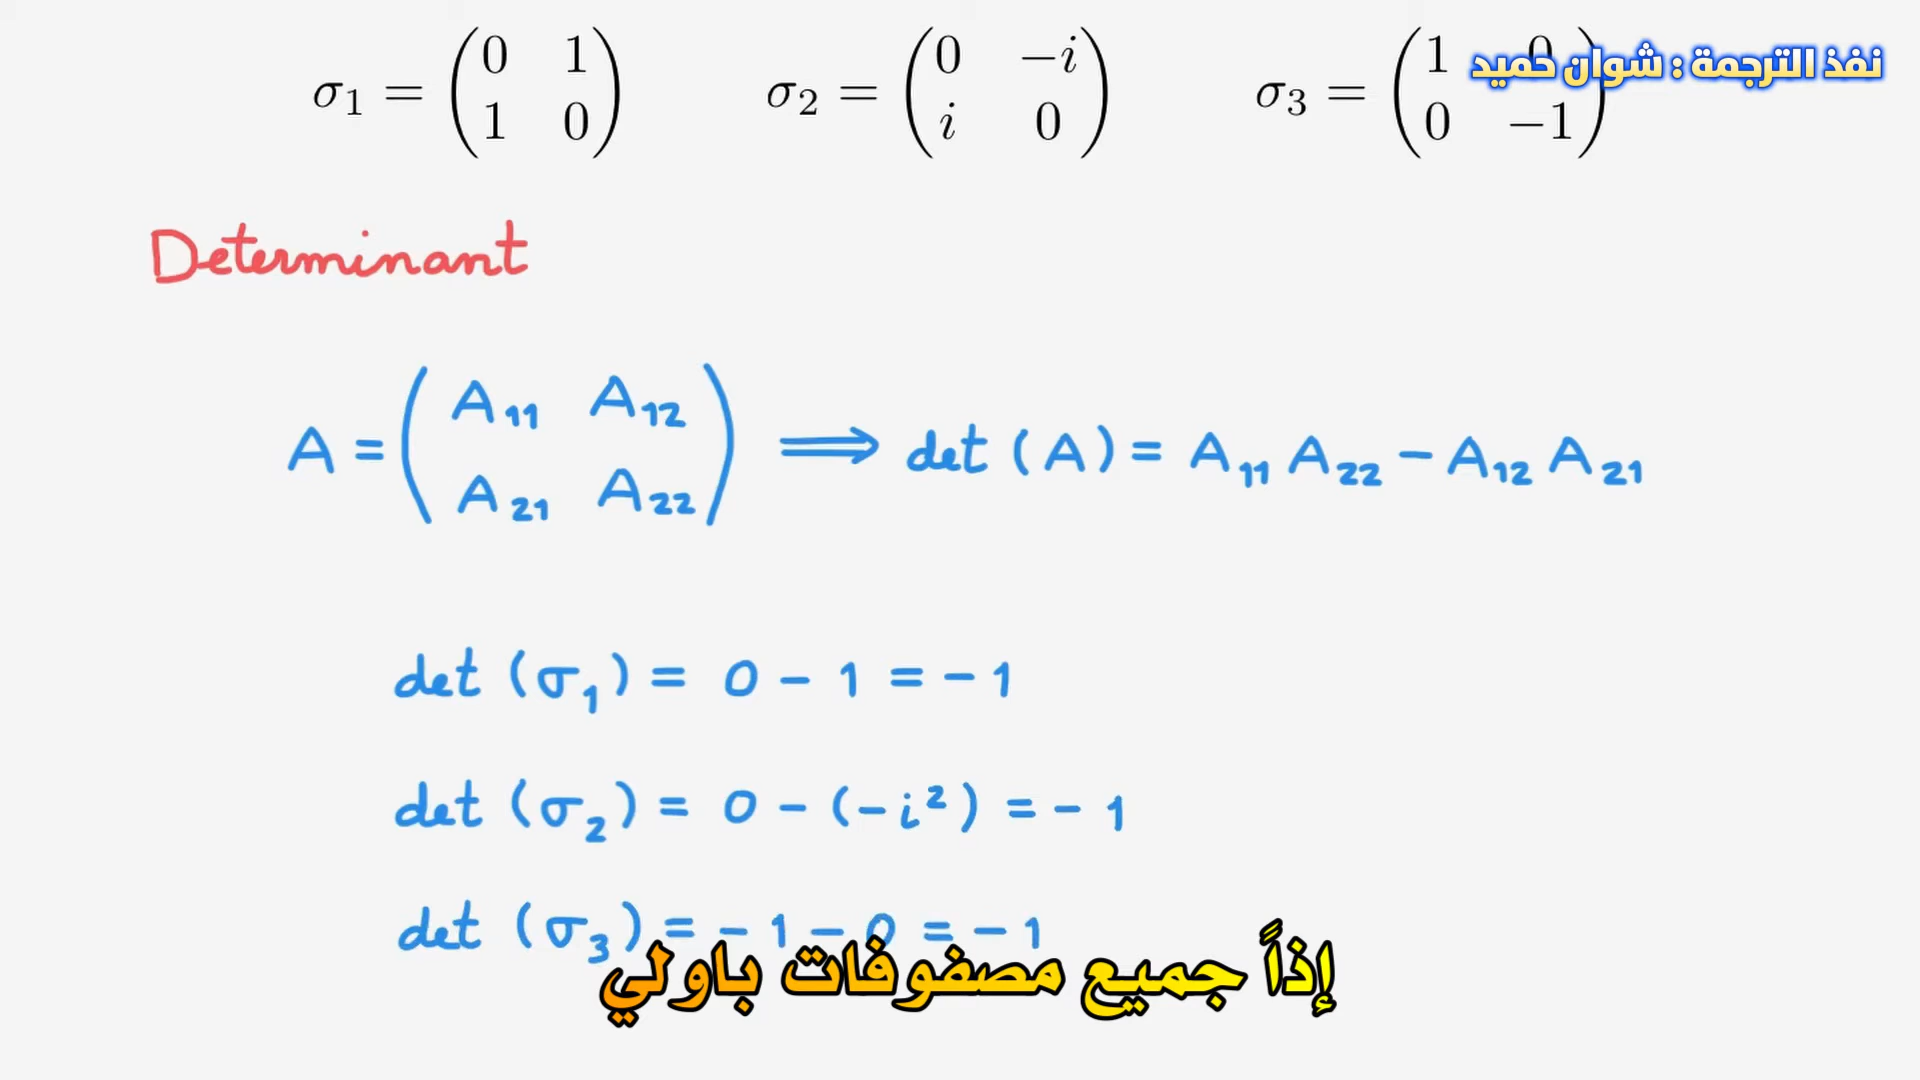 σ₁ = (0 1; 1 0) σ₂ = (0 −i; i 0) σ₃ = (1 0; 0 −1)
نفذ الترجمة : شوان حميد
Determinant
A = (A₁₁ A₁₂; A₂₁ A₂₂) ⟹ det (A) = A₁₁ A₂₂ − A₁₂ A₂₁
det (σ₁) = 0 − 1 = − 1
det (σ₂) = 0 − (− i²) = − 1
det (σ₃) = − 1 − 0 = − 1
إذاً جميع مصفوفات باولي